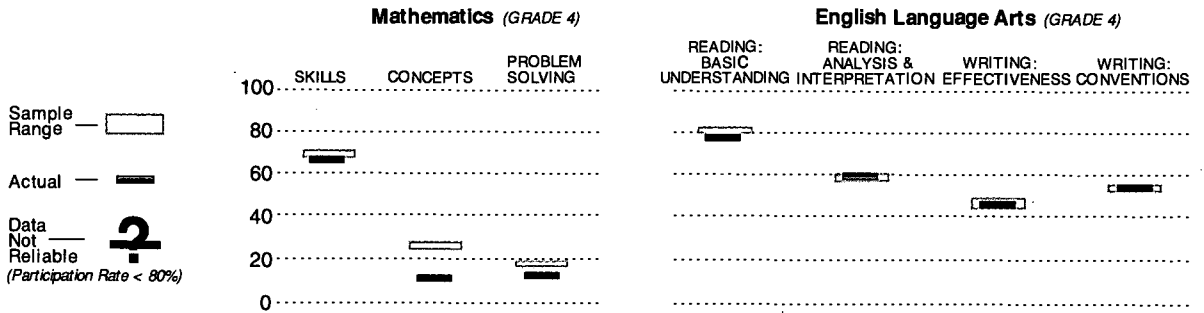 Mathematics (GRADE 4)
SKILLS
CONCEPTS
PROBLEM
SOLVING
English Language Arts (GRADE 4)
READING:
BASIC
UNDERSTANDING
READING:
ANALYSIS &
INTERPRETATION
WRITING:
EFFECTIVENESS
WRITING:
CONVENTIONS
100
80
60
40
20
0
Sample
Range
Actual
Data
Not
Reliable
?
(Participation Rate < 80%)